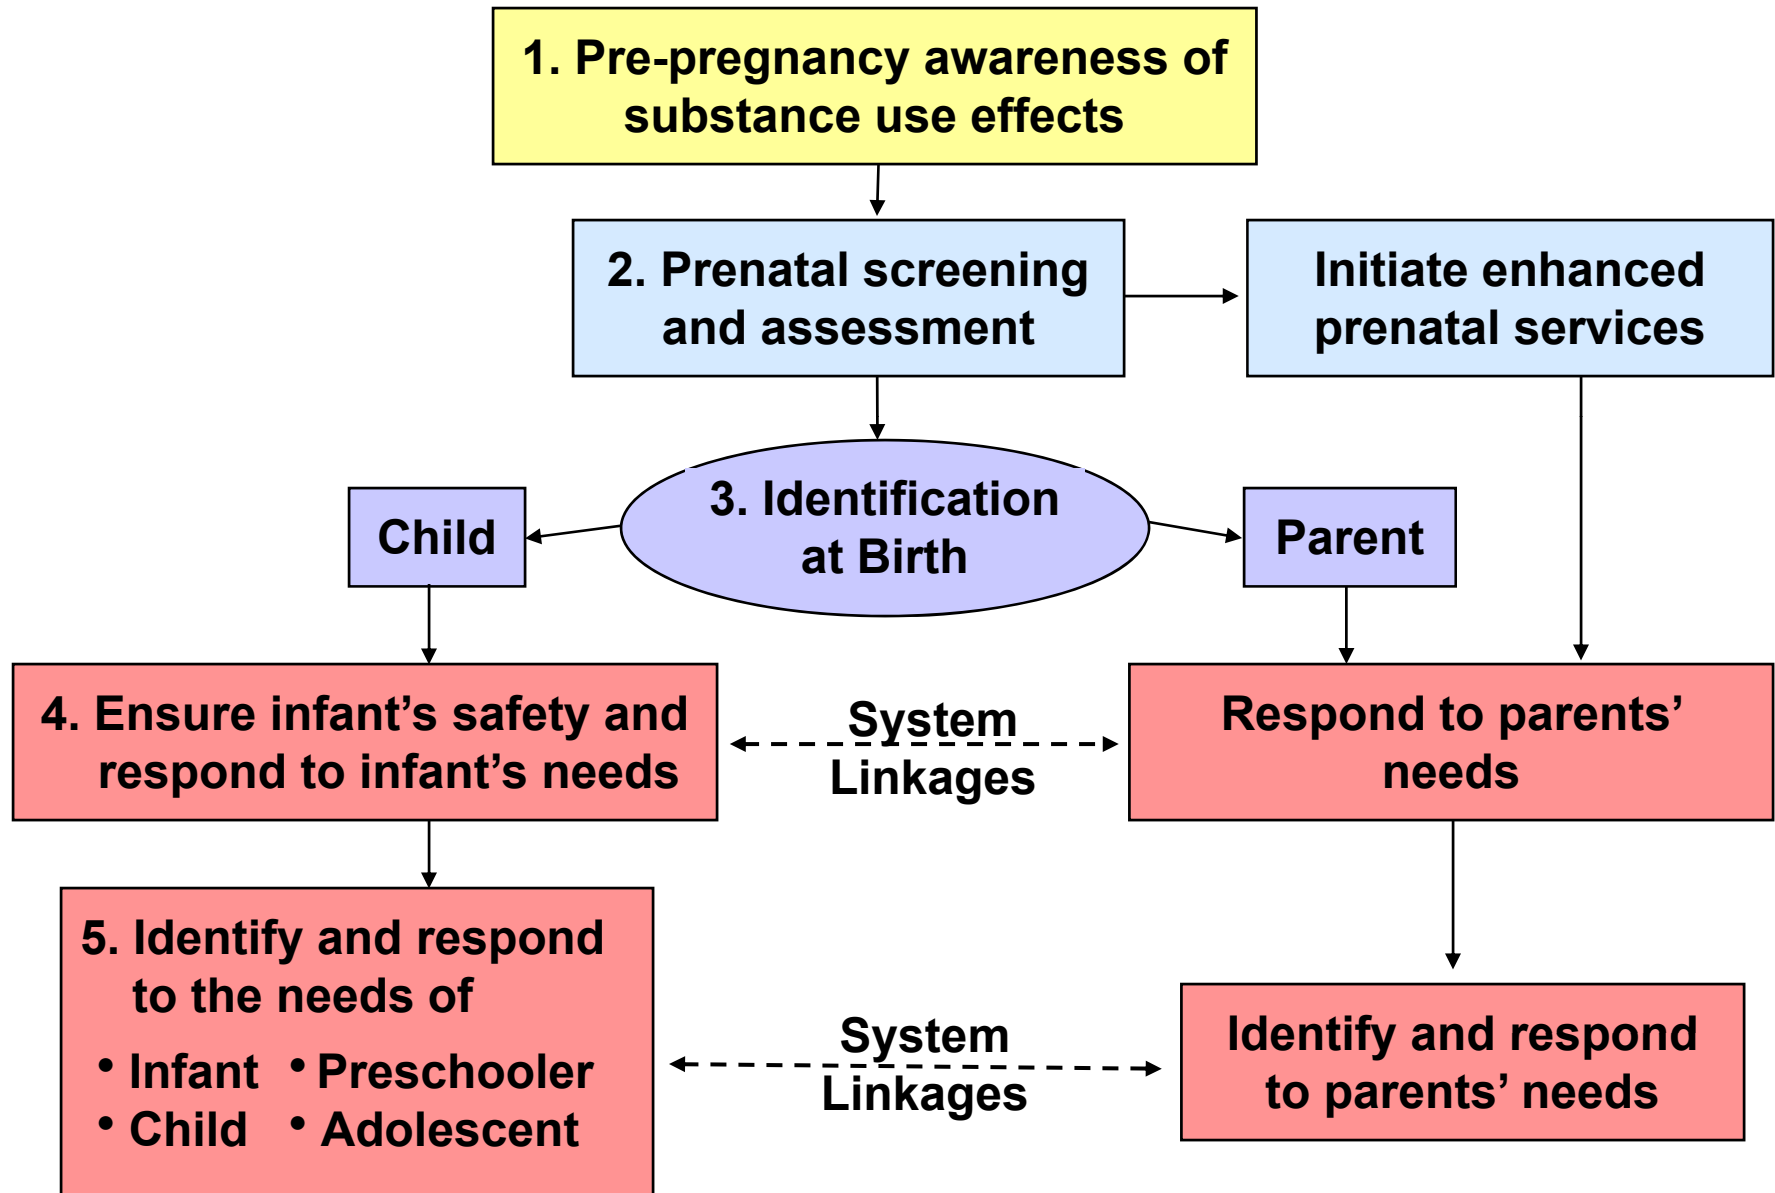 1. Pre-pregnancy awareness of
substance use effects
2. Prenatal screening
and assessment
Initiate enhanced
prenatal services
3. Identification
at Birth
Child
Parent
4. Ensure infant’s safety and
respond to infant’s needs
System
Linkages
Respond to parents’
needs
5. Identify and respond
to the needs of
• Infant • Preschooler
• Child • Adolescent
System
Linkages
Identify and respond
to parents’ needs